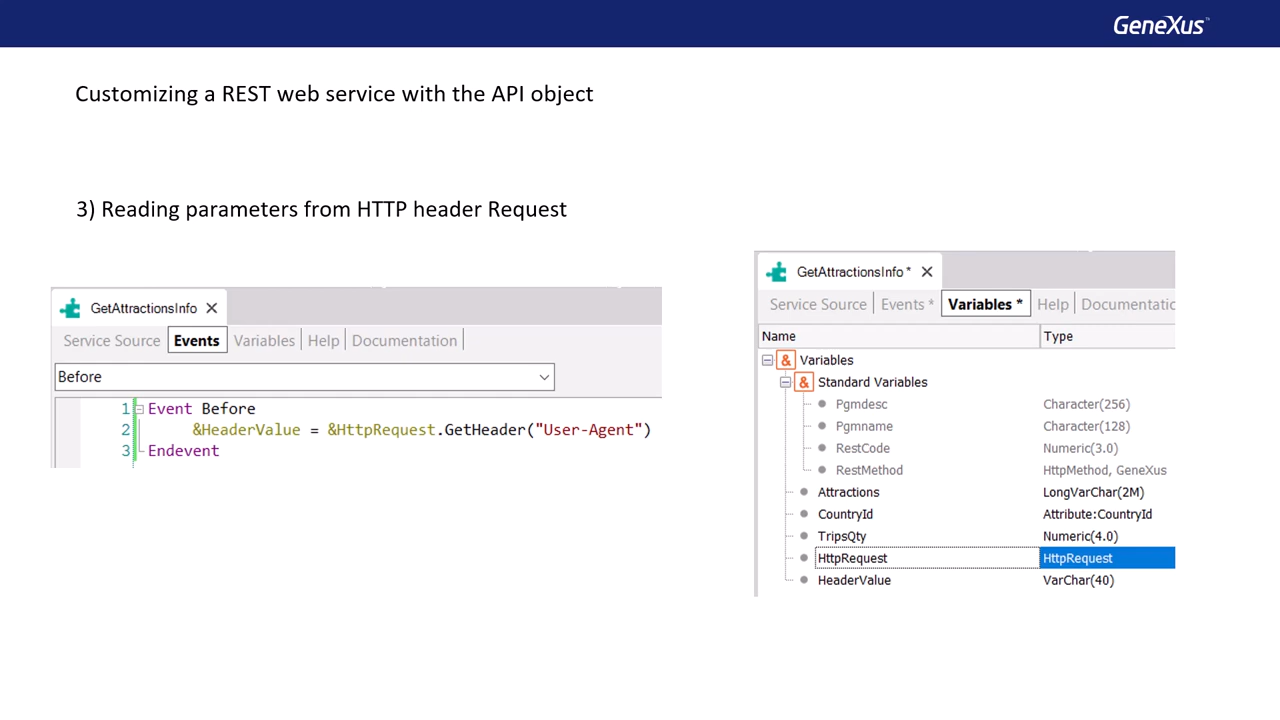 GeneXus™
Customizing a REST web service with the API object
3) Reading parameters from HTTP header Request
GetAttractionsInfo
Service Source Events Variables Help Documentation
Before
1 Event Before
2 &HeaderValue = &HttpRequest.GetHeader("User-Agent")
3 Endevent
GetAttractionsInfo *
Service Source Events * Variables * Help Documentatic
Name Type
& Variables
& Standard Variables
Pgmdesc Character(256)
Pgmname Character(128)
RestCode Numeric(3.0)
RestMethod HttpMethod, GeneXus
Attractions LongVarChar(2M)
CountryId Attribute:CountryId
TripsQty Numeric(4.0)
HttpRequest HttpRequest
HeaderValue VarChar(40)